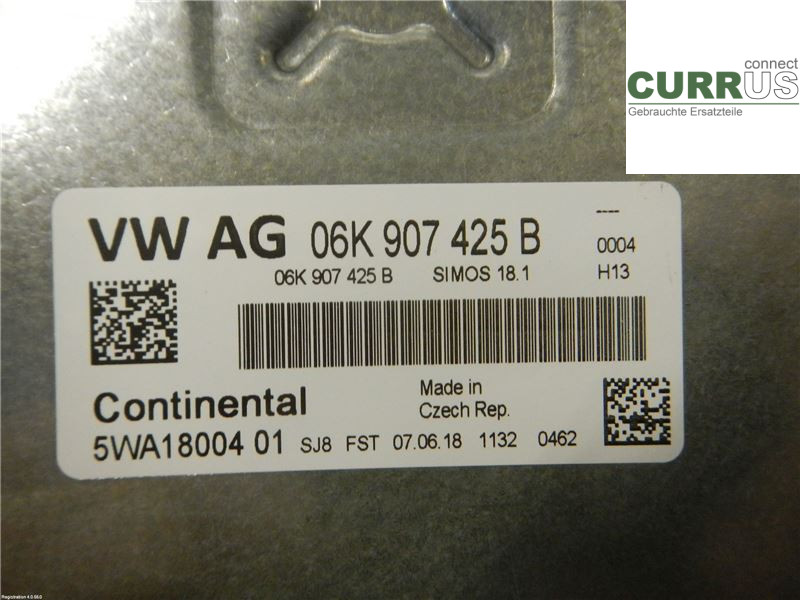 connect
CURRUS
Gebrauchte Ersatzteile
VW AG 06K 907 425 B
---
0004
06K 907 425 B SIMOS 18.1 H13
Continental
Made in
Czech Rep.
5WA18004 01 SJ8 FST 07.06.18 1132 0462